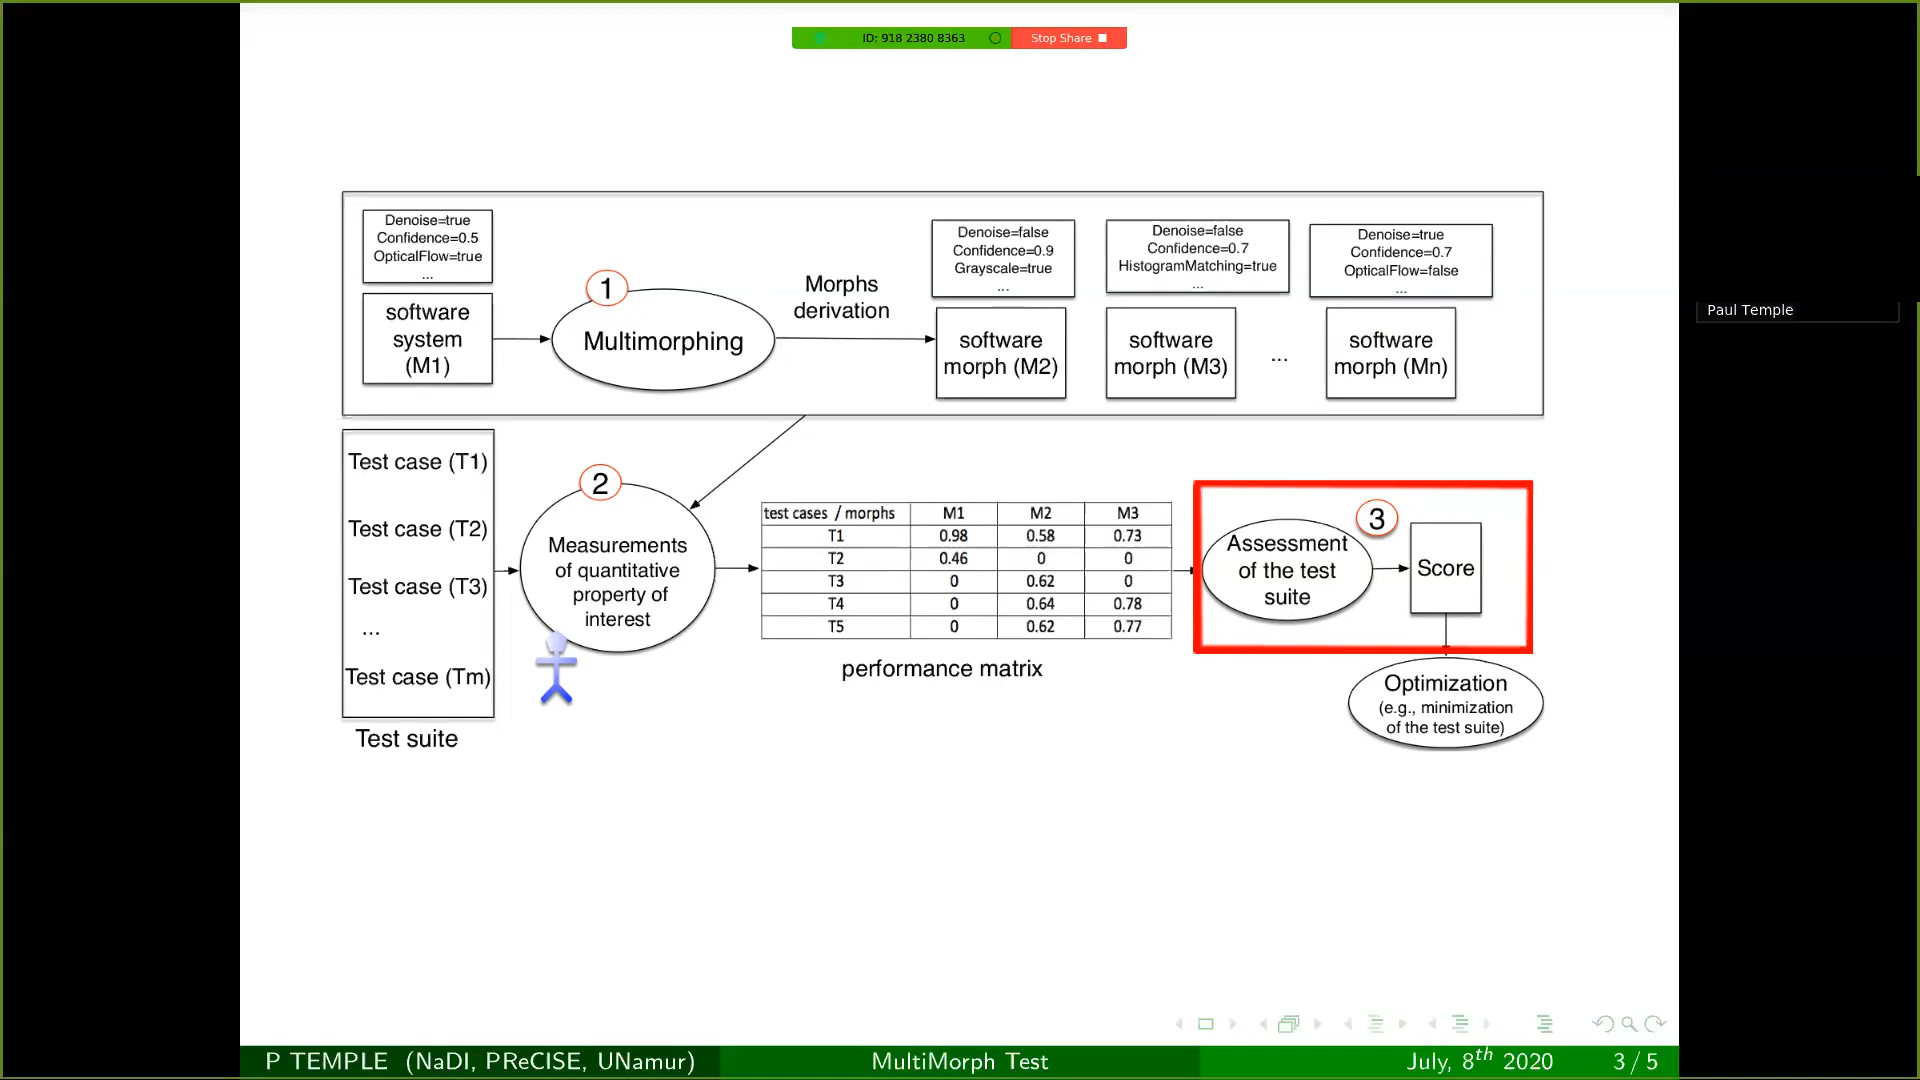 ID: 918 2380 8363
Stop Share
Paul Temple
Denoise=true
Confidence=0.5
OpticalFlow=true
...
software
system
(M1)
1
Multimorphing
Morphs
derivation
Denoise=false
Confidence=0.9
Grayscale=true
...
software
morph (M2)
Denoise=false
Confidence=0.7
HistogramMatching=true
...
software
morph (M3)
...
Denoise=true
Confidence=0.7
OpticalFlow=false
...
software
morph (Mn)
Test case (T1)
Test case (T2)
Test case (T3)
...
Test case (Tm)
Test suite
2
Measurements
of quantitative
property of
interest
test cases / morphs M1 M2 M3
T1 0.98 0.58 0.73
T2 0.46 0 0
T3 0 0.62 0
T4 0 0.64 0.78
T5 0 0.62 0.77
performance matrix
3
Assessment
of the test
suite
Score
Optimization
(e.g., minimization
of the test suite)
P TEMPLE (NaDI, PReCISE, UNamur) MultiMorph Test July, 8th 2020 3 / 5